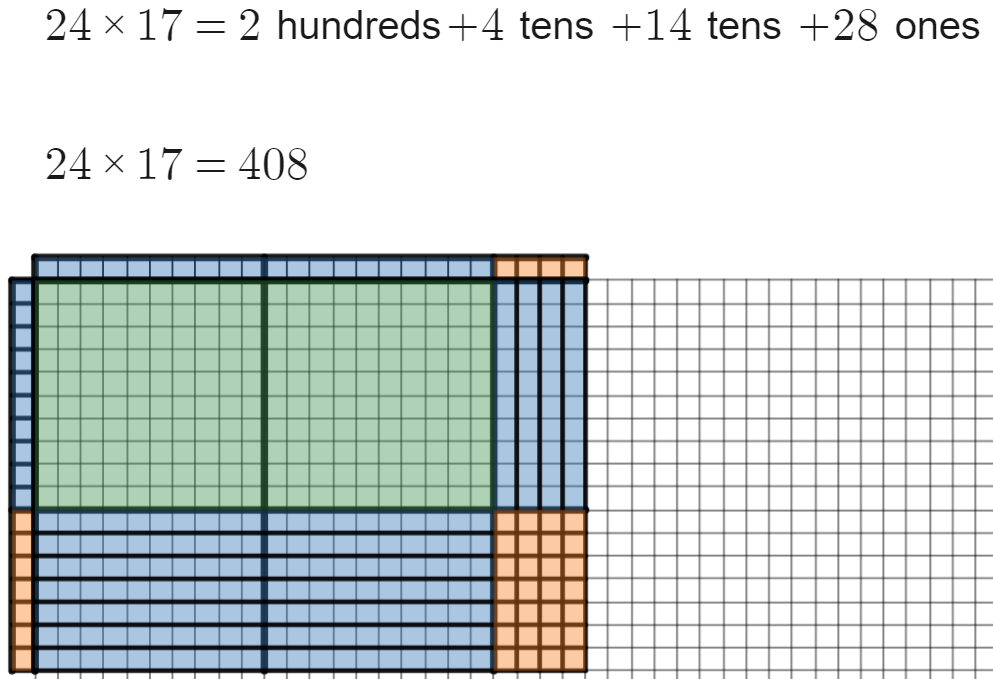 24 × 17 = 2 hundreds +4 tens +14 tens +28 ones
24 × 17 = 408